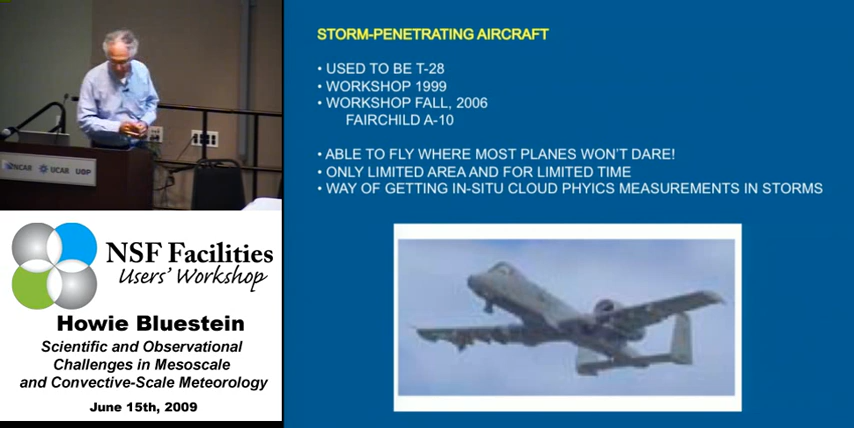 NCAR UCAR UOP
NSF Facilities
Users' Workshop
Howie Bluestein
Scientific and Observational
Challenges in Mesoscale
and Convective-Scale Meteorology
June 15th, 2009
STORM-PENETRATING AIRCRAFT
• USED TO BE T-28
• WORKSHOP 1999
• WORKSHOP FALL, 2006
FAIRCHILD A-10
• ABLE TO FLY WHERE MOST PLANES WON'T DARE!
• ONLY LIMITED AREA AND FOR LIMITED TIME
• WAY OF GETTING IN-SITU CLOUD PHYICS MEASUREMENTS IN STORMS